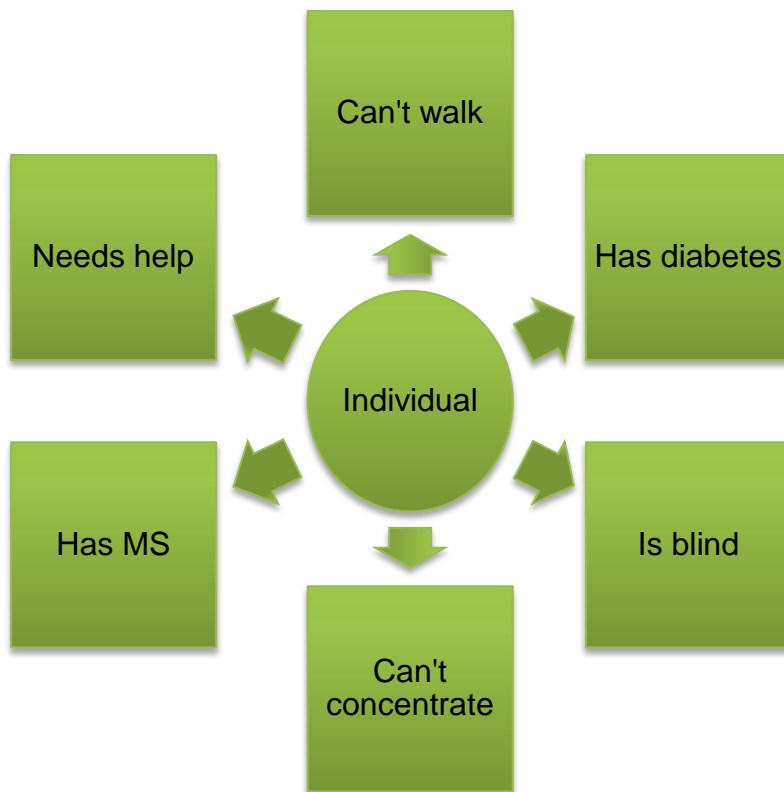 Can't walk
Needs help
Has diabetes
Individual
Has MS
Is blind
Can't
concentrate